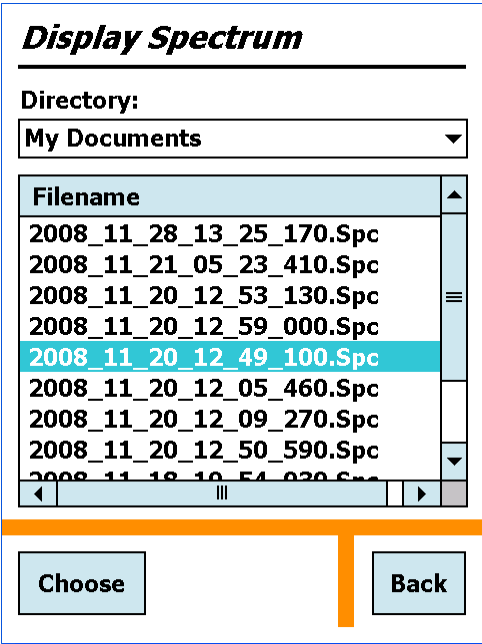 Display Spectrum
Directory:
My Documents
Filename
2008_11_28_13_25_170.Spc
2008_11_21_05_23_410.Spc
2008_11_20_12_53_130.Spc
2008_11_20_12_59_000.Spc
2008_11_20_12_49_100.Spc
2008_11_20_12_05_460.Spc
2008_11_20_12_09_270.Spc
2008_11_20_12_50_590.Spc
Choose
Back